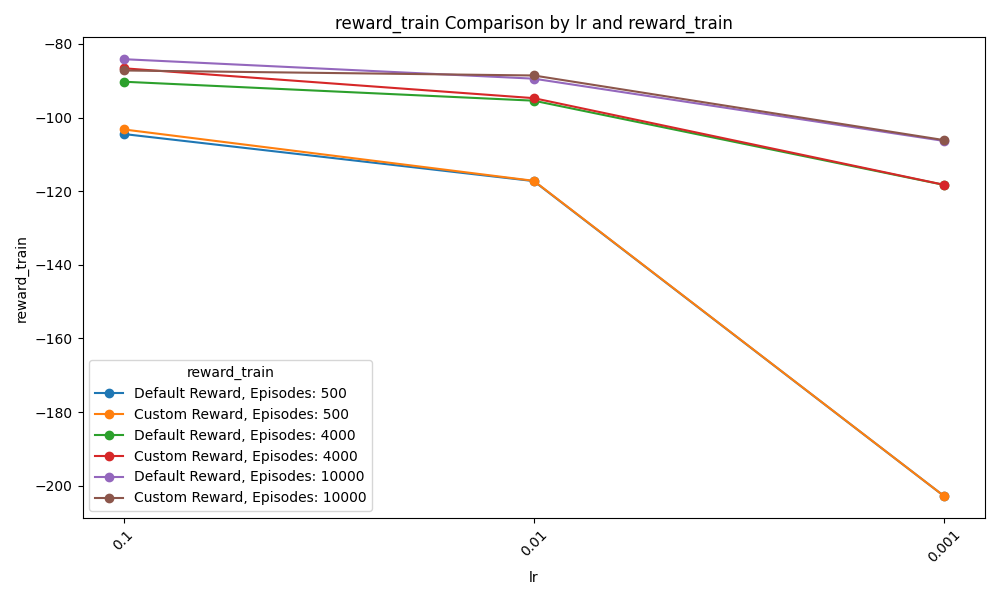 reward_train Comparison by lr and reward_train
reward_train
−80
−100
−120
−140
−160
−180
−200
reward_train
Default Reward, Episodes: 500
Custom Reward, Episodes: 500
Default Reward, Episodes: 4000
Custom Reward, Episodes: 4000
Default Reward, Episodes: 10000
Custom Reward, Episodes: 10000
0.1
0.01
0.001
lr